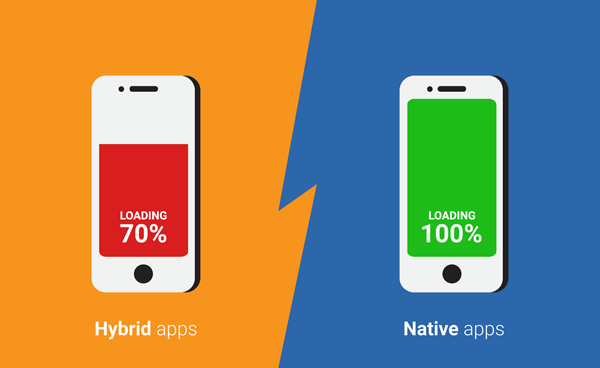 LOADING
70%
Hybrid apps
LOADING
100%
Native apps